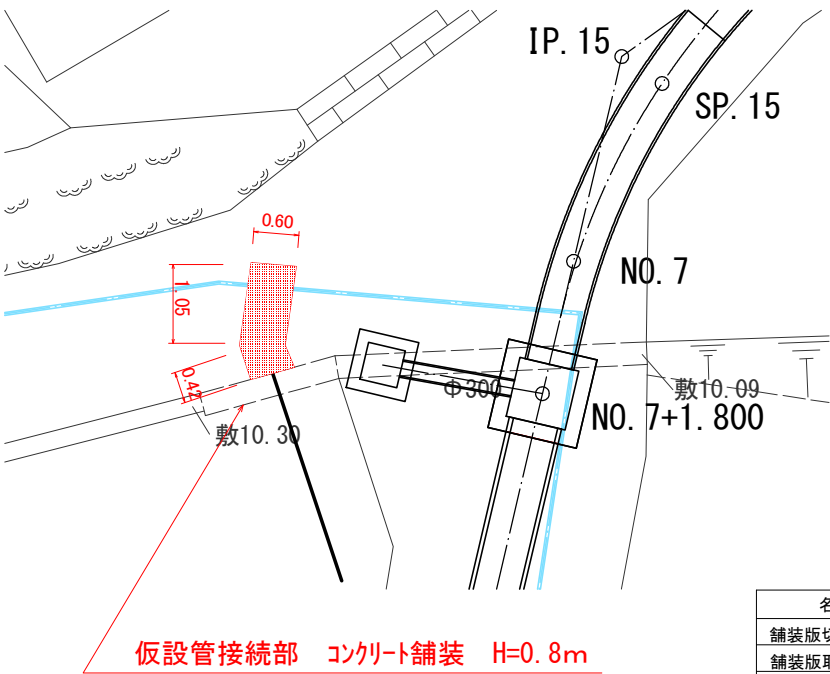 IP. 15
SP. 15
0.60
NO. 7
1.05
0.42
Φ300
敷10.09
NO. 7+1.800
敷10.30
仮設管接続部 コンクリート舗装 H=0.8m
名
舗装版切
舗装版取